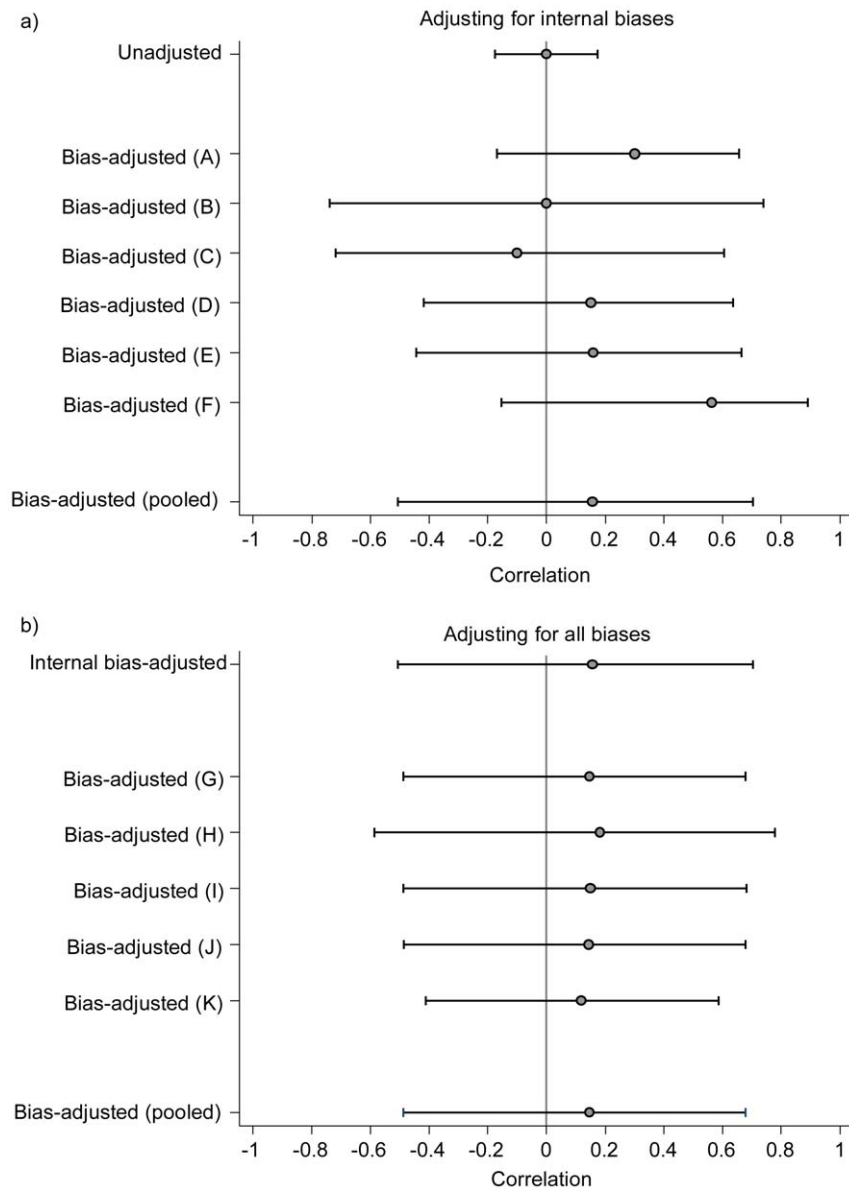 a)
Adjusting for internal biases
Unadjusted
Bias-adjusted (A)
Bias-adjusted (B)
Bias-adjusted (C)
Bias-adjusted (D)
Bias-adjusted (E)
Bias-adjusted (F)
Bias-adjusted (pooled)
-1 -0.8 -0.6 -0.4 -0.2 0 0.2 0.4 0.6 0.8 1
Correlation
b)
Adjusting for all biases
Internal bias-adjusted
Bias-adjusted (G)
Bias-adjusted (H)
Bias-adjusted (I)
Bias-adjusted (J)
Bias-adjusted (K)
Bias-adjusted (pooled)
-1 -0.8 -0.6 -0.4 -0.2 0 0.2 0.4 0.6 0.8 1
Correlation